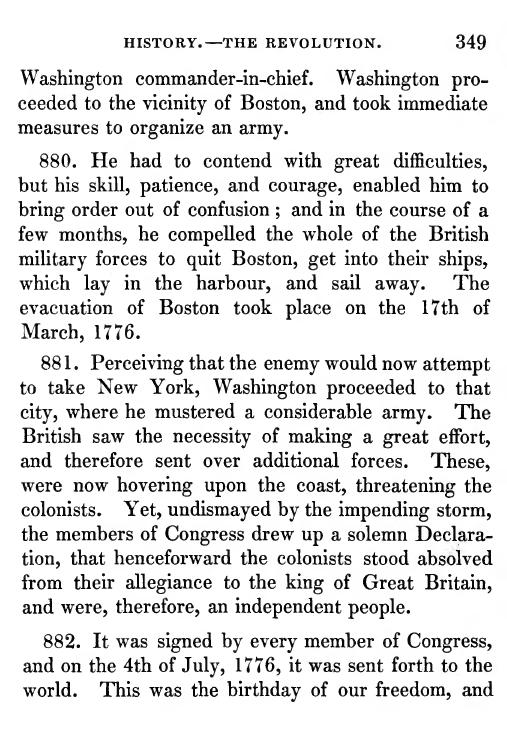 HISTORY.—THE REVOLUTION. 349
Washington commander-in-chief. Washington pro-
ceeded to the vicinity of Boston, and took immediate
measures to organize an army.
880. He had to contend with great difficulties,
but his skill, patience, and courage, enabled him to
bring order out of confusion ; and in the course of a
few months, he compelled the whole of the British
military forces to quit Boston, get into their ships,
which lay in the harbour, and sail away. The
evacuation of Boston took place on the 17th of
March, 1776.
881. Perceiving that the enemy would now attempt
to take New York, Washington proceeded to that
city, where he mustered a considerable army. The
British saw the necessity of making a great effort,
and therefore sent over additional forces. These,
were now hovering upon the coast, threatening the
colonists. Yet, undismayed by the impending storm,
the members of Congress drew up a solemn Declara-
tion, that henceforward the colonists stood absolved
from their allegiance to the king of Great Britain,
and were, therefore, an independent people.
882. It was signed by every member of Congress,
and on the 4th of July, 1776, it was sent forth to the
world. This was the birthday of our freedom, and